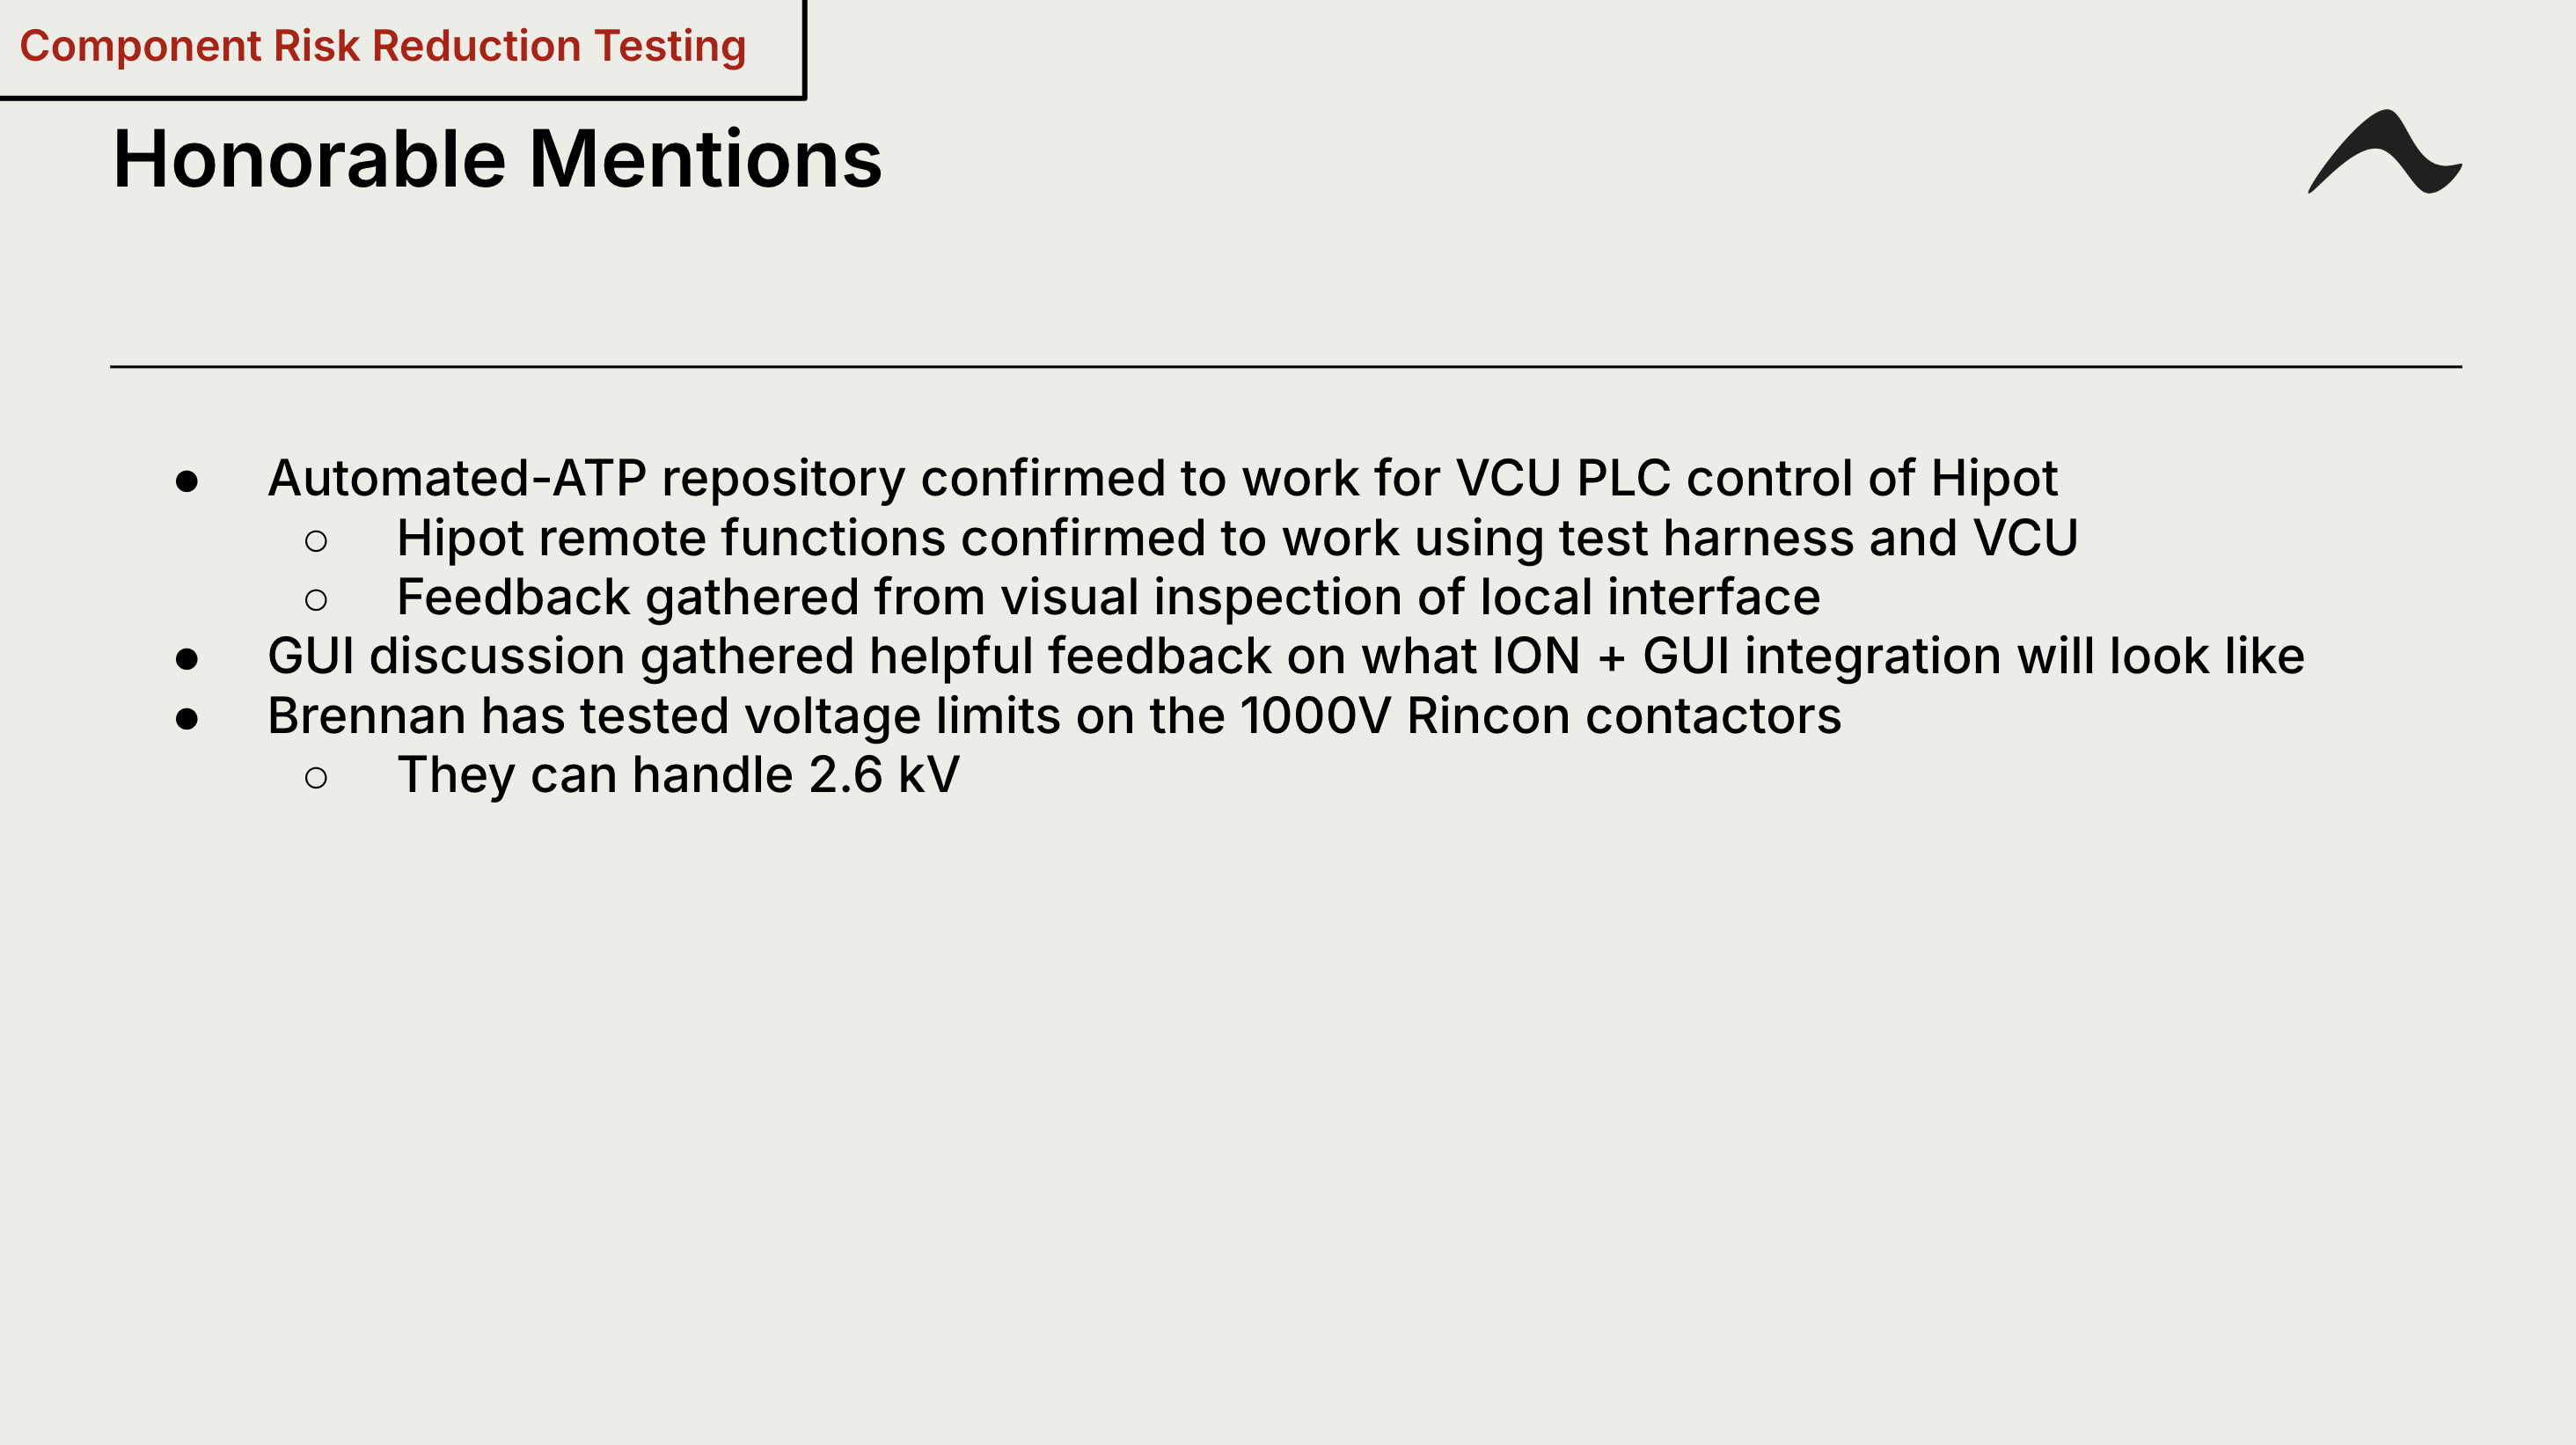 Component Risk Reduction Testing
Honorable Mentions
● Automated-ATP repository confirmed to work for VCU PLC control of Hipot
○ Hipot remote functions confirmed to work using test harness and VCU
○ Feedback gathered from visual inspection of local interface
● GUI discussion gathered helpful feedback on what ION + GUI integration will look like
● Brennan has tested voltage limits on the 1000V Rincon contactors
○ They can handle 2.6 kV